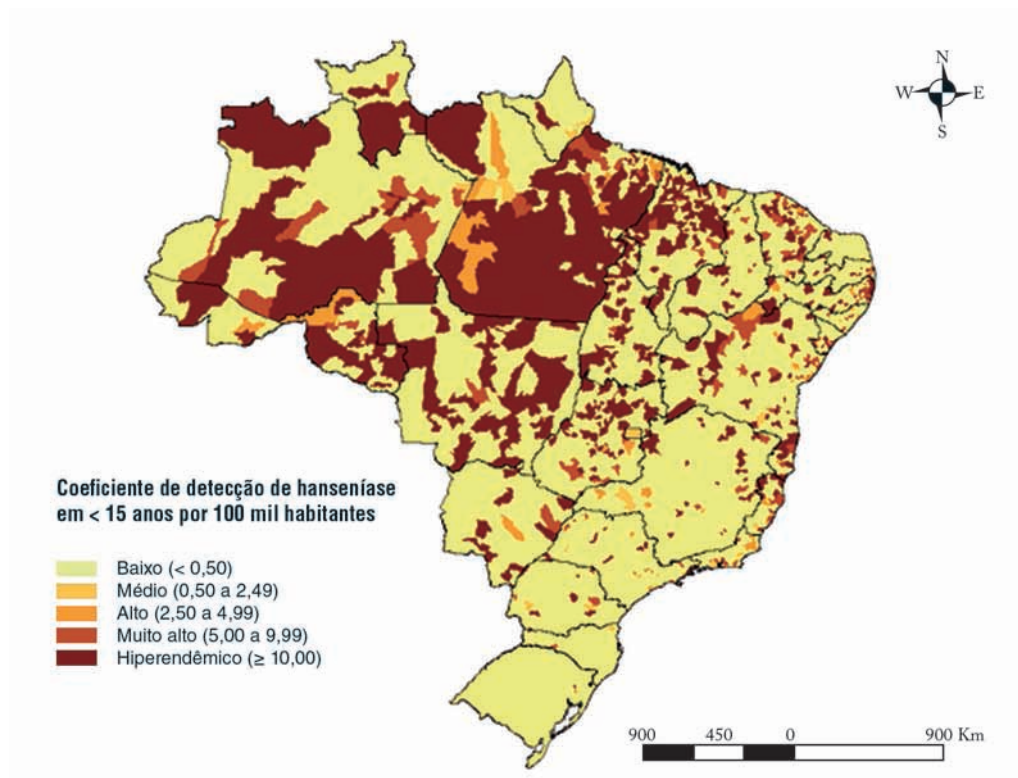 N
W E
S
Coeficiente de detecção de hanseníase
em < 15 anos por 100 mil habitantes
Baixo (< 0,50)
Médio (0,50 a 2,49)
Alto (2,50 a 4,99)
Muito alto (5,00 a 9,99)
Hiperendêmico (≥ 10,00)
900 450 0 900 Km